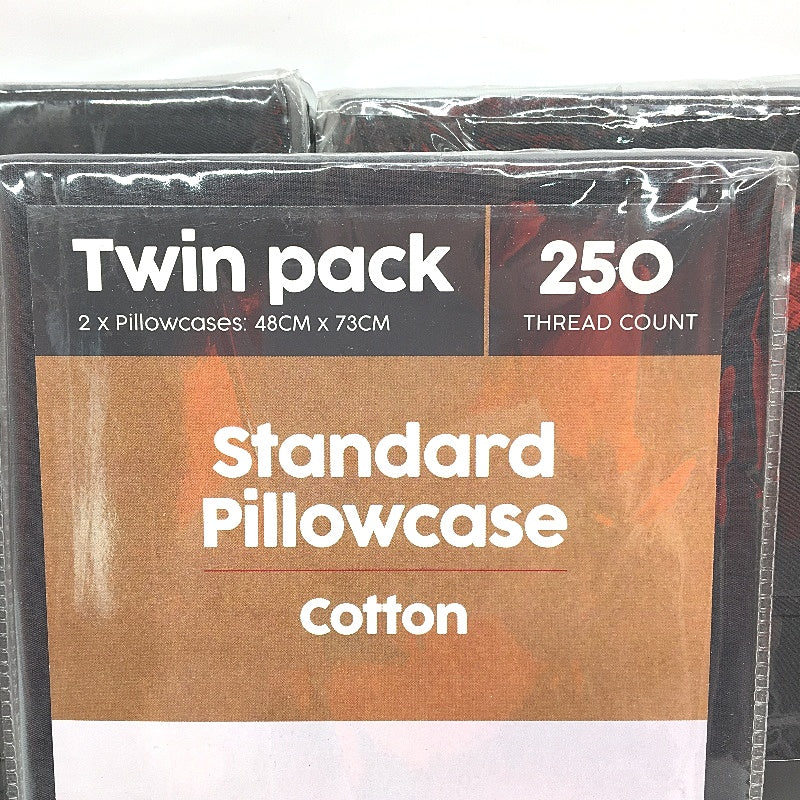 Twin pack
2 x Pillowcases: 48CM x 73CM
250
THREAD COUNT
Standard
Pillowcase
Cotton